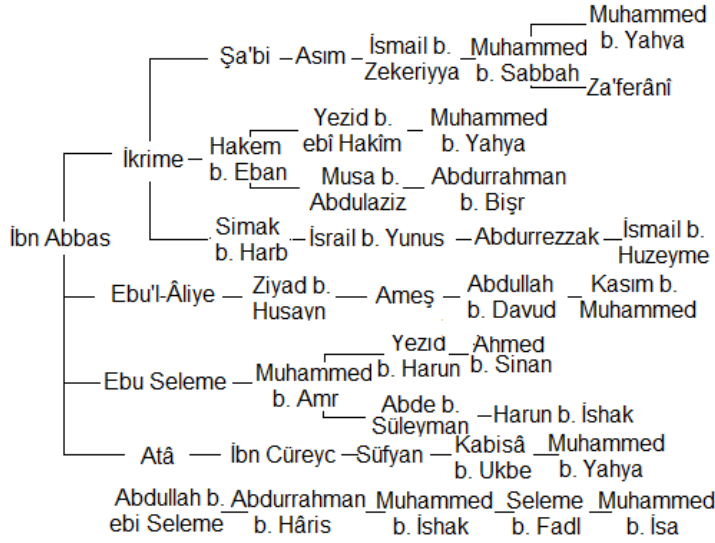 Muhammed
b. Yahya
Şa'bi
Asım
İsmail b.
Zekeriyya
Muhammed
b. Sabbah
Za'ferânî
İkrime
Hakem
b. Eban
Yezid b.
ebî Hakîm
Muhammed
b. Yahya
Musa b.
Abdulaziz
Abdurrahman
b. Bişr
İbn Abbas
Simak
b. Harb
İsrail b. Yunus
Abdurrezzak
İsmail b.
Huzeyme
Ebu'l-Âliye
Ziyad b.
Husayn
Ameş
Abdullah
b. Davud
Kasım b.
Muhammed
Ebu Seleme
Muhammed
b. Amr
Yezid
b. Harun
Ahmed
b. Sinan
Abde b.
Süleyman
Harun b. İshak
Atâ
İbn Cüreyc
Süfyan
Kabisâ
b. Ukbe
Muhammed
b. Yahya
Abdullah b.
ebi Seleme
Abdurrahman
b. Hâris
Muhammed
b. İshak
Seleme
b. Fadl
Muhammed
b. İsa